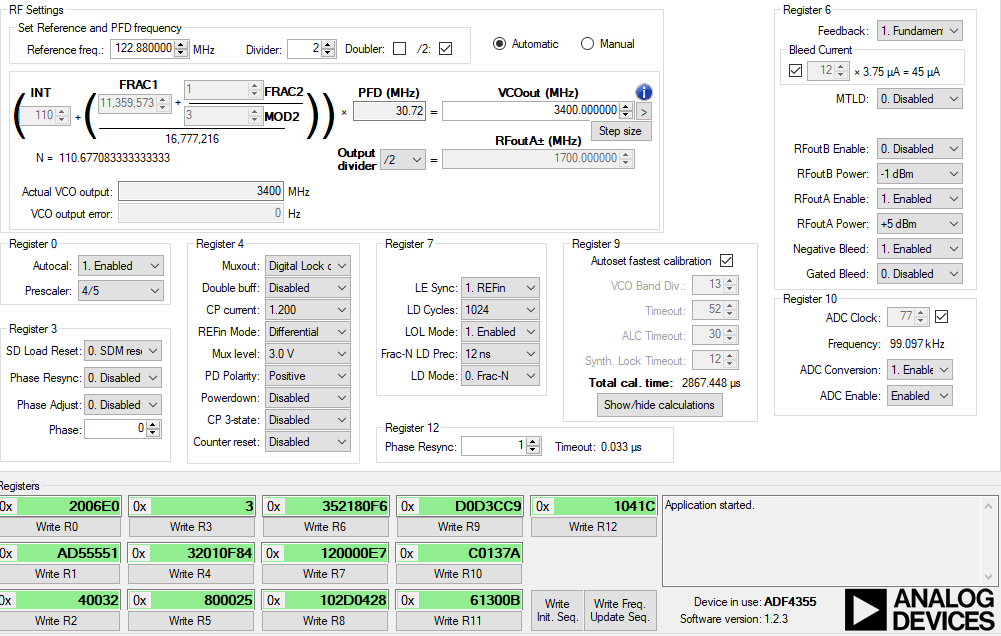 RF Settings
Set Reference and PFD frequency
Reference freq.: 122.880000 MHz Divider: 2 Doubler: /2:
Automatic Manual
INT
110
+
FRAC1
11,359,573
+
1
FRAC2
3
MOD2
16,777,216
N = 110.677083333333333
×
PFD (MHz)
30.72
=
VCOout (MHz)
3400.000000
>
Step size
RFoutA± (MHz)
Output
divider
/2
=
1700.000000
Actual VCO output: 3400 MHz
VCO output error: 0 Hz
Register 0
Autocal: 1. Enabled
Prescaler: 4/5
Register 3
SD Load Reset: 0. SDM rese
Phase Resync: 0. Disabled
Phase Adjust: 0. Disabled
Phase: 0
Register 4
Muxout: Digital Lock c
Double buff: Disabled
CP current: 1.200
REFin Mode: Differential
Mux level: 3.0 V
PD Polarity: Positive
Powerdown: Disabled
CP 3-state: Disabled
Counter reset: Disabled
Register 7
LE Sync: 1. REFin
LD Cycles: 1024
LOL Mode: 1. Enabled
Frac-N LD Prec: 12 ns
LD Mode: 0. Frac-N
Register 9
Autoset fastest calibration
VCO Band Div.: 13
Timeout: 52
ALC Timeout: 30
Synth. Lock Timeout: 12
Total cal. time: 2867.448 µs
Show/hide calculations
Register 12
Phase Resync: 1 Timeout: 0.033 µs
Register 6
Feedback: 1. Fundament
Bleed Current
12 × 3.75 µA = 45 µA
MTLD: 0. Disabled
RFoutB Enable: 0. Disabled
RFoutB Power: -1 dBm
RFoutA Enable: 1. Enabled
RFoutA Power: +5 dBm
Negative Bleed: 1. Enabled
Gated Bleed: 0. Disabled
Register 10
ADC Clock: 77
Frequency: 99.097 kHz
ADC Conversion: 1. Enable
ADC Enable: Enabled
Registers
0x 2006E0 0x 3 0x 352180F6 0x D0D3CC9 0x 1041C
Write R0 Write R3 Write R6 Write R9 Write R12
0x AD55551 0x 32010F84 0x 120000E7 0x C0137A
Write R1 Write R4 Write R7 Write R10
0x 40032 0x 800025 0x 102D0428 0x 61300B
Write R2 Write R5 Write R8 Write R11
Write
Init. Seq.
Write Freq.
Update Seq.
Application started.
Device in use: ADF4355
Software version: 1.2.3
ANALOG
DEVICES